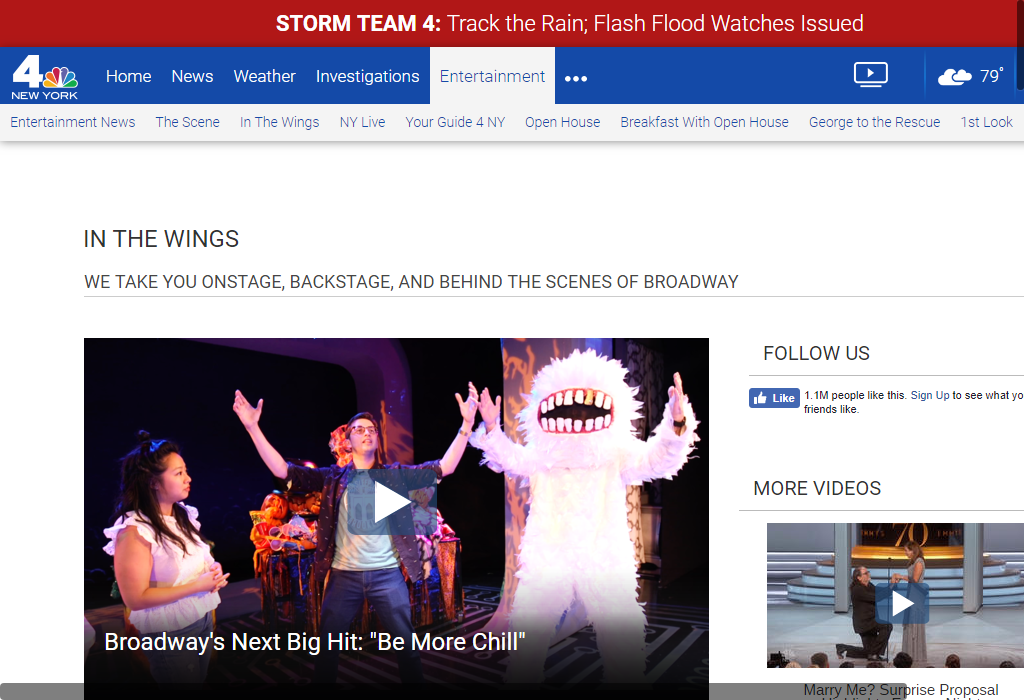 STORM TEAM 4: Track the Rain; Flash Flood Watches Issued
4
NEW YORK
Home News Weather Investigations Entertainment
79°
Entertainment News The Scene In The Wings NY Live Your Guide 4 NY Open House Breakfast With Open House George to the Rescue 1st Look
IN THE WINGS
WE TAKE YOU ONSTAGE, BACKSTAGE, AND BEHIND THE SCENES OF BROADWAY
FOLLOW US
Like 1.1M people like this. Sign Up to see what yo
friends like.
MORE VIDEOS
70
Broadway's Next Big Hit: "Be More Chill"
Marry Me? Surprise Proposal